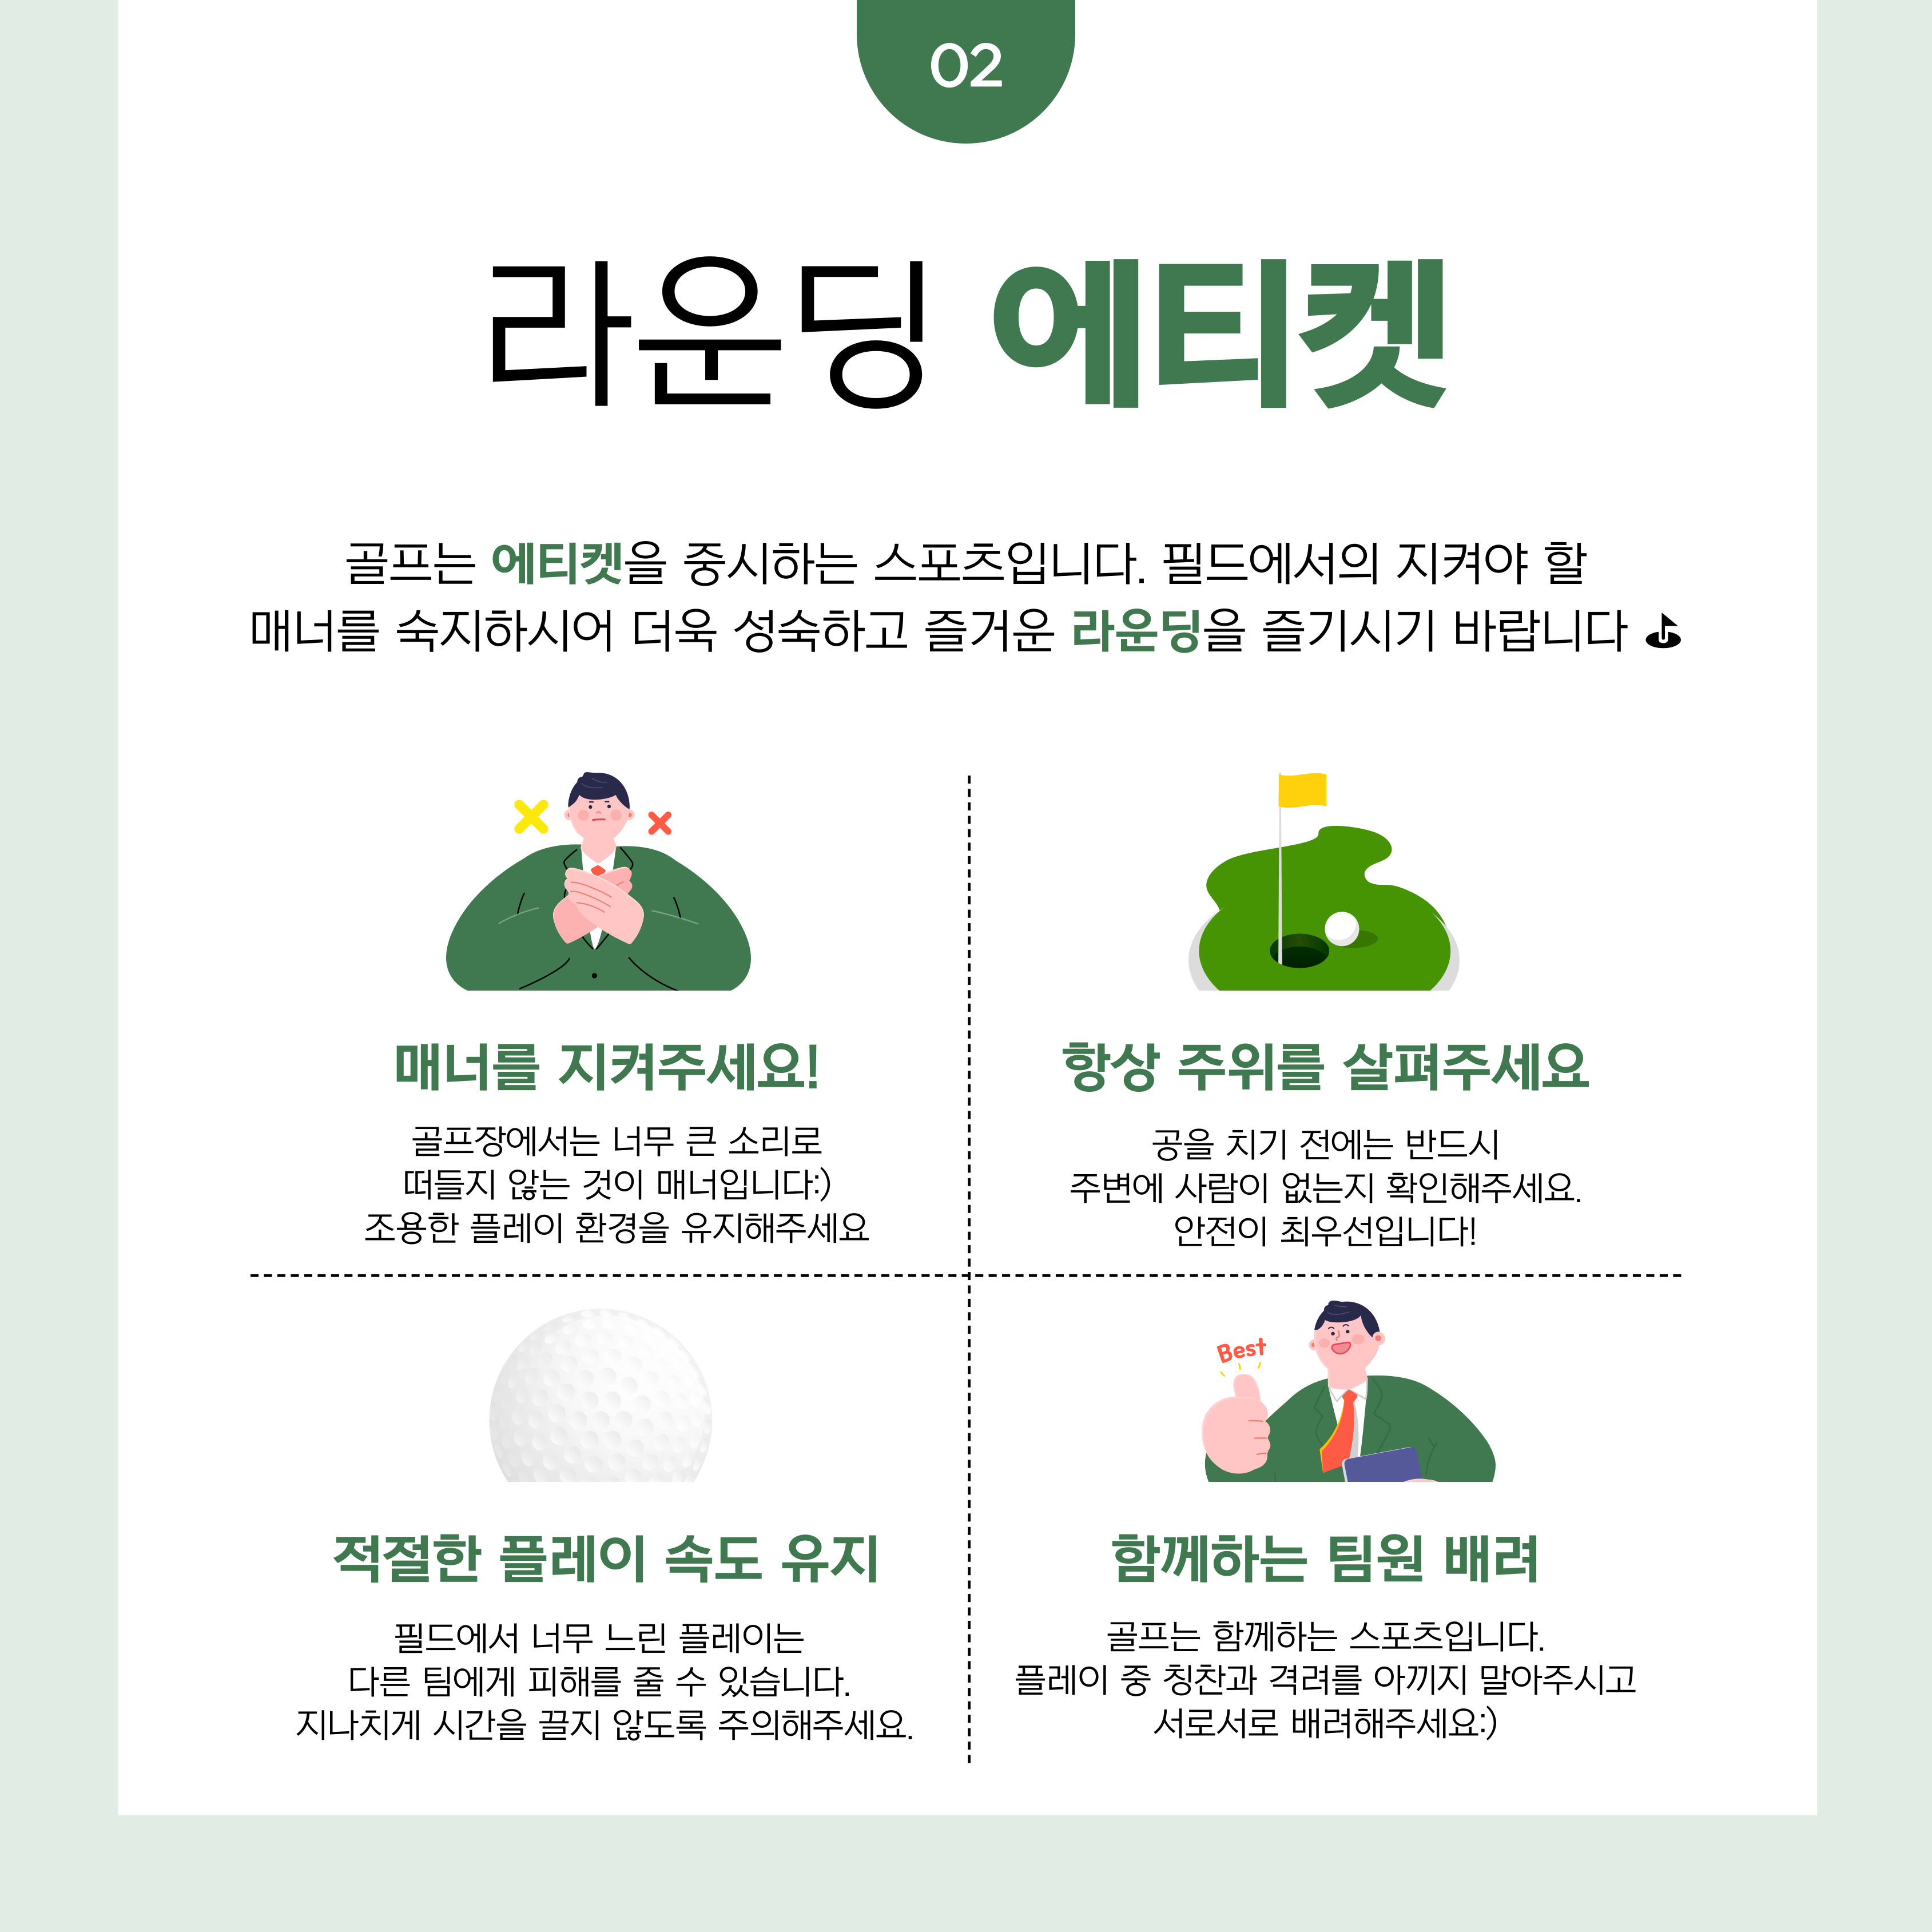 02
라운딩 에티켓
골프는 에티켓을 중시하는 스포츠입니다. 필드에서의 지켜야 할
매너를 숙지하시어 더욱 성숙하고 즐거운 라운딩을 즐기시기 바랍니다
매너를 지켜주세요!
골프장에서는 너무 큰 소리로
떠들지 않는 것이 매너입니다:)
조용한 플레이 환경을 유지해주세요
항상 주위를 살펴주세요
공을 치기 전에는 반드시
주변에 사람이 없는지 확인해주세요.
안전이 최우선입니다!
적절한 플레이 속도 유지
필드에서 너무 느린 플레이는
다른 팀에게 피해를 줄 수 있습니다.
지나치게 시간을 끌지 않도록 주의해주세요.
Best
함께하는 팀원 배려
골프는 함께하는 스포츠입니다.
플레이 중 칭찬과 격려를 아끼지 말아주시고
서로서로 배려해주세요:)